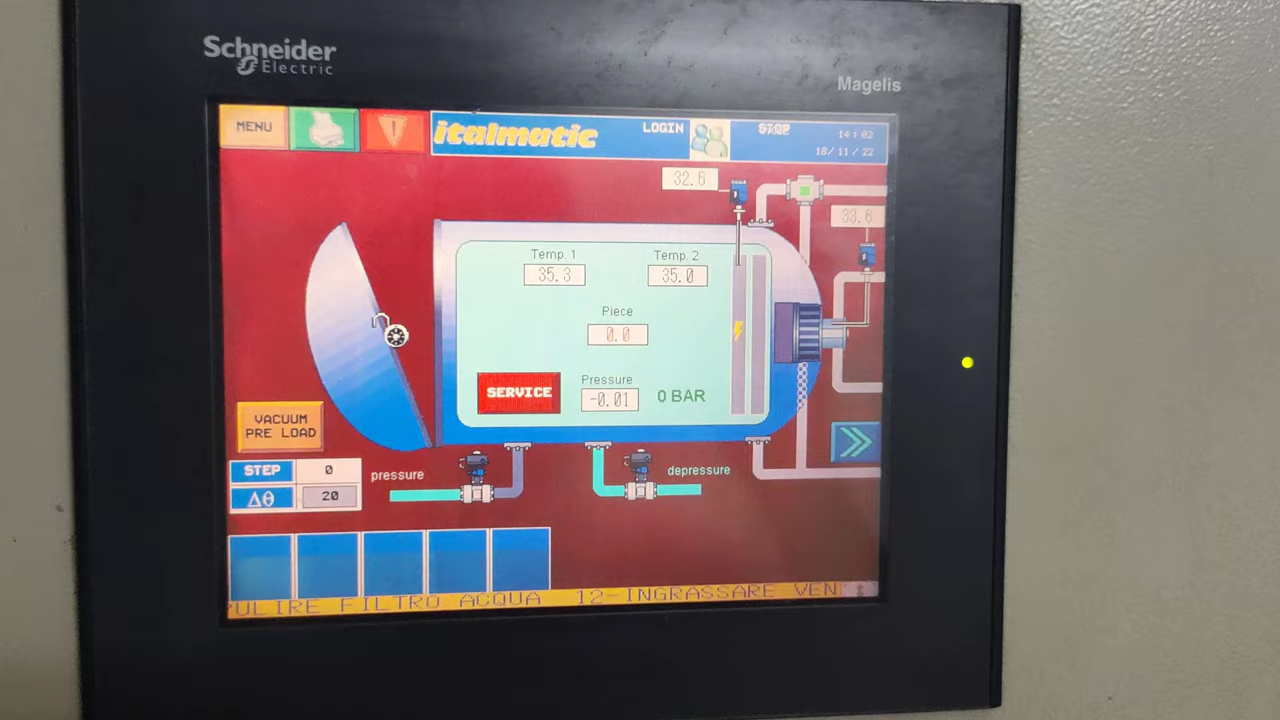 Schneider
Electric
Magelis
MENU
italmatic
LOGIN
STOP
14:02
18/11/22
32.6
33.6
Temp. 1
Temp. 2
35.3
35.0
Piece
0.0
SERVICE
Pressure
-0.01
0 BAR
VACUUM
PRE LOAD
STEP
0
Δθ
20
pressure
depressure
ULIRE FILTRO ACQUA 12-INGRASSARE VEN